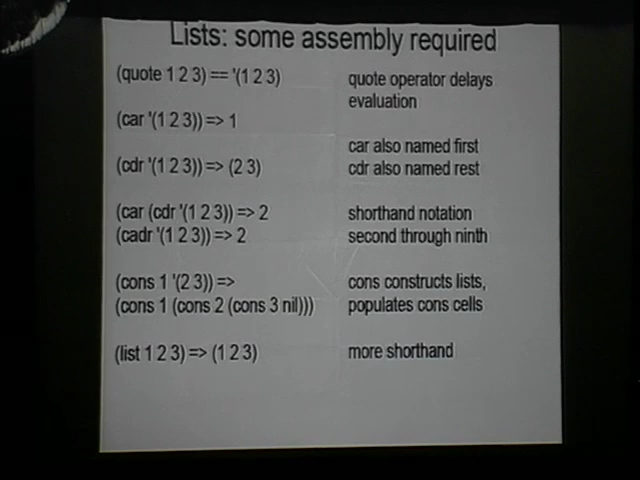 Lists: some assembly required
(quote 1 2 3) == '(1 2 3)
quote operator delays
evaluation
(car '(1 2 3)) => 1
car also named first
(cdr '(1 2 3)) => (2 3)
cdr also named rest
(car (cdr '(1 2 3)) => 2
shorthand notation
(cadr '(1 2 3)) => 2
second through ninth
(cons 1 '(2 3)) =>
cons constructs lists,
(cons 1 (cons 2 (cons 3 nil)))
populates cons cells
(list 1 2 3) => (1 2 3)
more shorthand